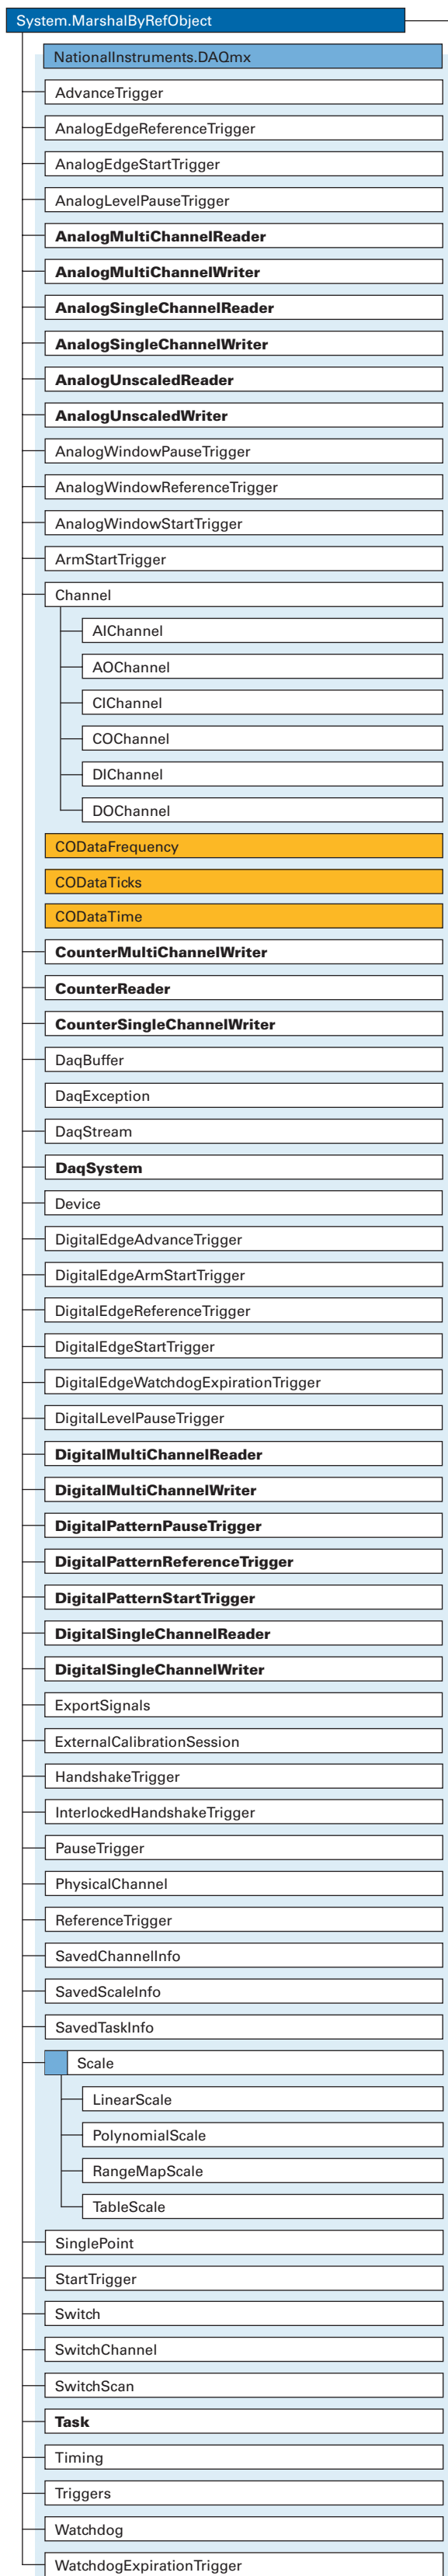 System.MarshalByRefObject
NationalInstruments.DAQmx
AdvanceTrigger
AnalogEdgeReferenceTrigger
AnalogEdgeStartTrigger
AnalogLevelPauseTrigger
AnalogMultiChannelReader
AnalogMultiChannelWriter
AnalogSingleChannelReader
AnalogSingleChannelWriter
AnalogUnscaledReader
AnalogUnscaledWriter
AnalogWindowPauseTrigger
AnalogWindowReferenceTrigger
AnalogWindowStartTrigger
ArmStartTrigger
Channel
AIChannel
AOChannel
CIChannel
COChannel
DIChannel
DOChannel
CODataFrequency
CODataTicks
CODataTime
CounterMultiChannelWriter
CounterReader
CounterSingleChannelWriter
DaqBuffer
DaqException
DaqStream
DaqSystem
Device
DigitalEdgeAdvanceTrigger
DigitalEdgeArmStartTrigger
DigitalEdgeReferenceTrigger
DigitalEdgeStartTrigger
DigitalEdgeWatchdogExpirationTrigger
DigitalLevelPauseTrigger
DigitalMultiChannelReader
DigitalMultiChannelWriter
DigitalPatternPauseTrigger
DigitalPatternReferenceTrigger
DigitalPatternStartTrigger
DigitalSingleChannelReader
DigitalSingleChannelWriter
ExportSignals
ExternalCalibrationSession
HandshakeTrigger
InterlockedHandshakeTrigger
PauseTrigger
PhysicalChannel
ReferenceTrigger
SavedChannelInfo
SavedScaleInfo
SavedTaskInfo
Scale
LinearScale
PolynomialScale
RangeMapScale
TableScale
SinglePoint
StartTrigger
Switch
SwitchChannel
SwitchScan
Task
Timing
Triggers
Watchdog
WatchdogExpirationTrigger